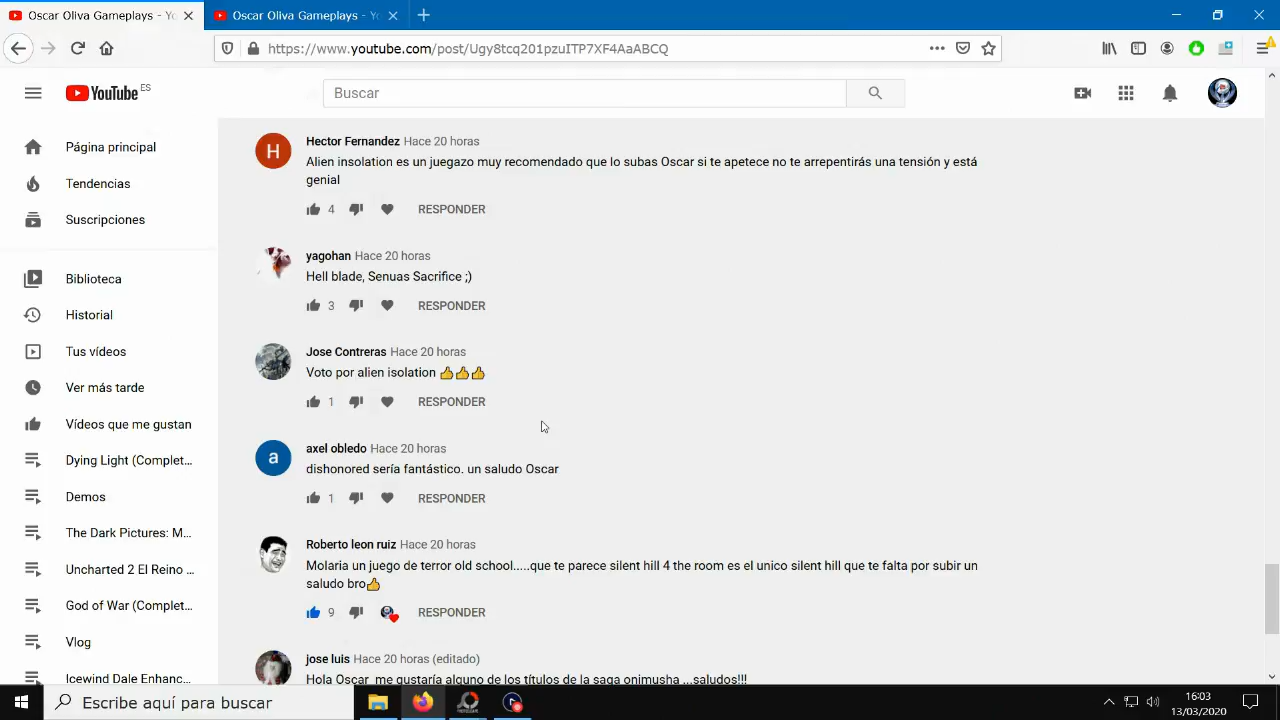 Oscar Oliva Gameplays - Yo
Oscar Oliva Gameplays - Yo
https://www.youtube.com/post/Ugy8tcq201pzuITP7XF4AaABCQ
YouTube ES
Buscar
Página principal
Tendencias
Suscripciones
Biblioteca
Historial
Tus vídeos
Ver más tarde
Vídeos que me gustan
Dying Light (Complet...
Demos
The Dark Pictures: M...
Uncharted 2 El Reino ...
God of War (Complet...
Vlog
Icewind Dale Enhanc...
Hector Fernandez Hace 20 horas
Alien insolation es un juegazo muy recomendado que lo subas Oscar si te apetece no te arrepentirás una tensión y está
genial
4 RESPONDER
yagohan Hace 20 horas
Hell blade, Senuas Sacrifice ;)
3 RESPONDER
Jose Contreras Hace 20 horas
Voto por alien isolation 👍👍👍
1 RESPONDER
a
axel obledo Hace 20 horas
dishonored sería fantástico. un saludo Oscar
1 RESPONDER
Roberto leon ruiz Hace 20 horas
Molaria un juego de terror old school.....que te parece silent hill 4 the room es el unico silent hill que te falta por subir un
saludo bro👍
9 RESPONDER
jose luis Hace 20 horas (editado)
Hola Oscar me gustaría alguno de los títulos de la saga onimusha ...saludos!!!
H
Escribe aquí para buscar
16:03
13/03/2020